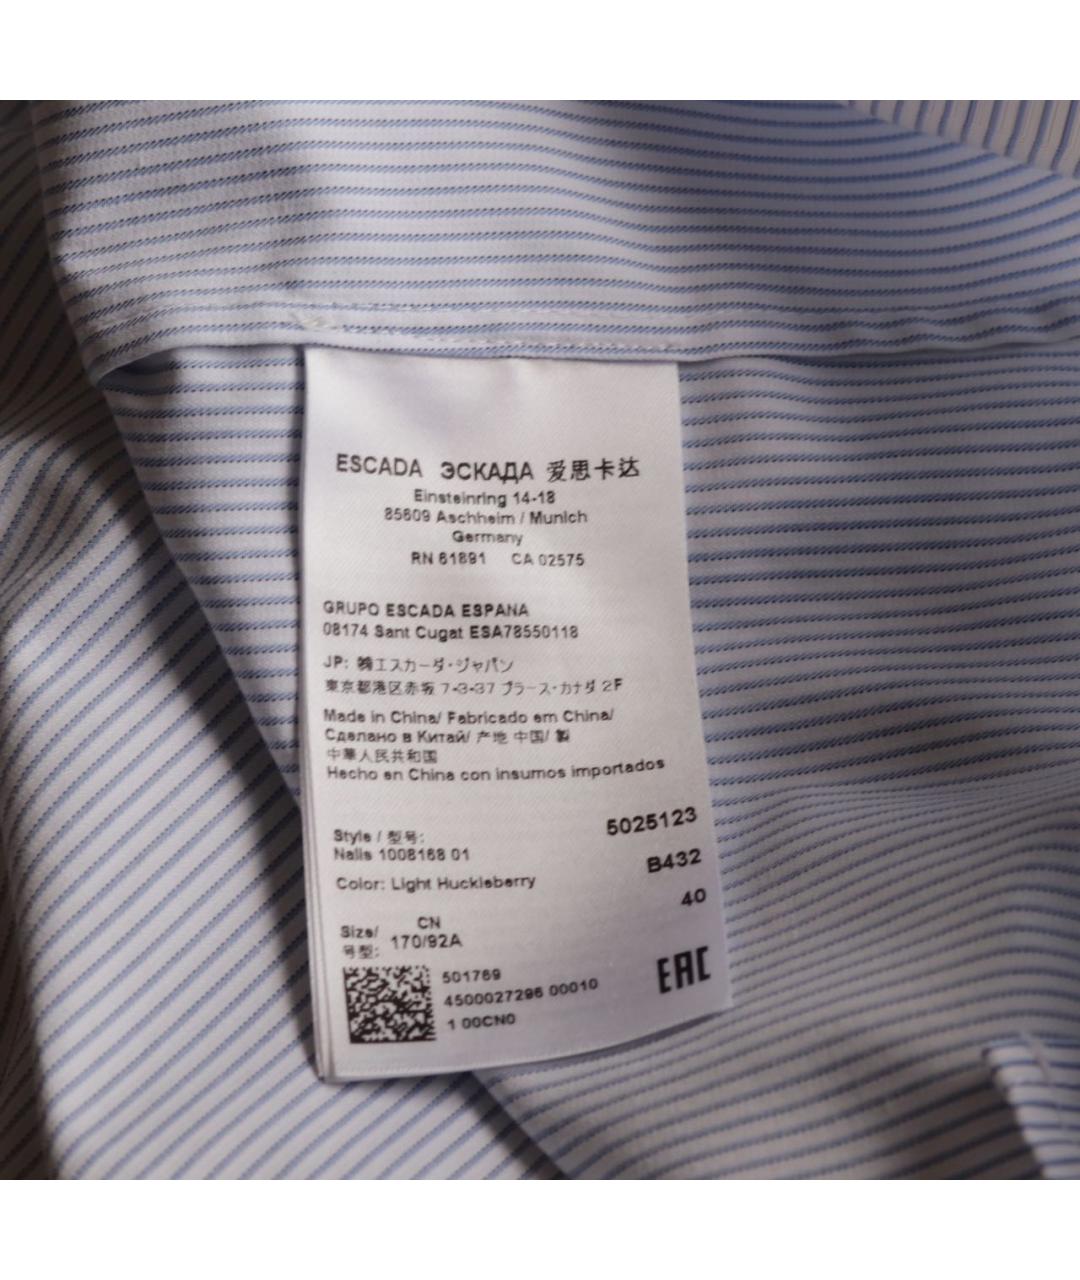 ESCADA ЭСКАДА 爱思卡达
Einsteinring 14-18
85609 Aschheim / Munich
Germany
RN 61891 CA 02575
GRUPO ESCADA ESPANA
08174 Sant Cugat ESA78550118
JP: ㈱エスカーダ・ジャパン
東京都港区赤坂 7-3-37 プラース・カナダ 2F
Made in China/ Fabricado em China/
Сделано в Китай/ 产地 中国/ 製
中華人民共和国
Hecho en China con insumos importados
5025123
Style / 型号:
Nalis 1008168 01
B432
Color: Light Huckleberry
40
Size/ CN
号型: 170/92A
501769
4500027296 00010
1 00CN0
EAC